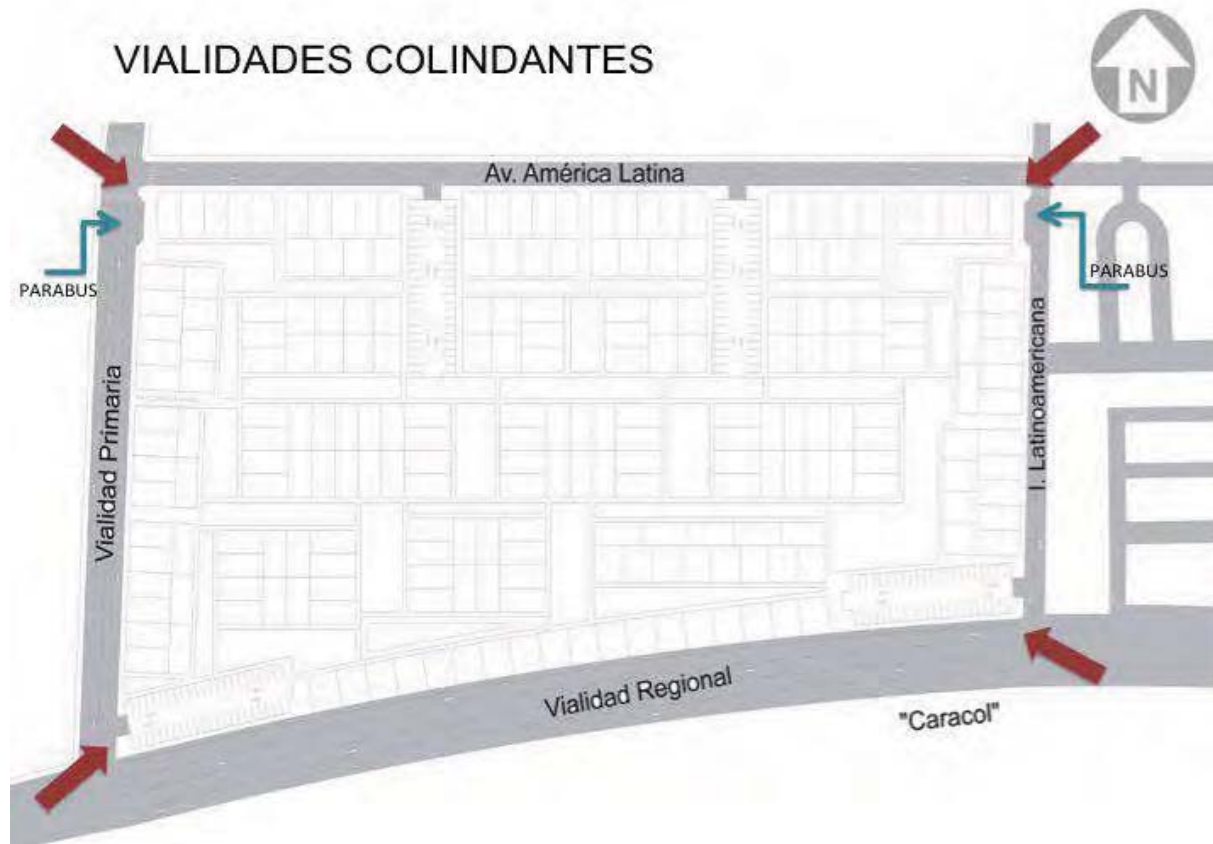 VIALIDADES COLINDANTES
N
Av. América Latina
PARABUS
PARABUS
Vialidad Primaria
I. Latinoamericana
Vialidad Regional
"Caracol"